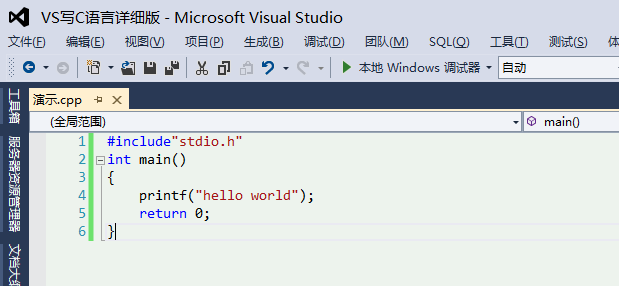 VS写C语言详细版 - Microsoft Visual Studio
文件(F) 编辑(E) 视图(V) 项目(P) 生成(B) 调试(D) 团队(M) SQL(Q) 工具(T) 测试(S) 体
本地 Windows 调试器 自动
工具箱
服务器资源管理器
文档大纲
演示.cpp
(全局范围) main()
1 #include"stdio.h"
2 int main()
3 {
4 printf("hello world");
5 return 0;
6 }